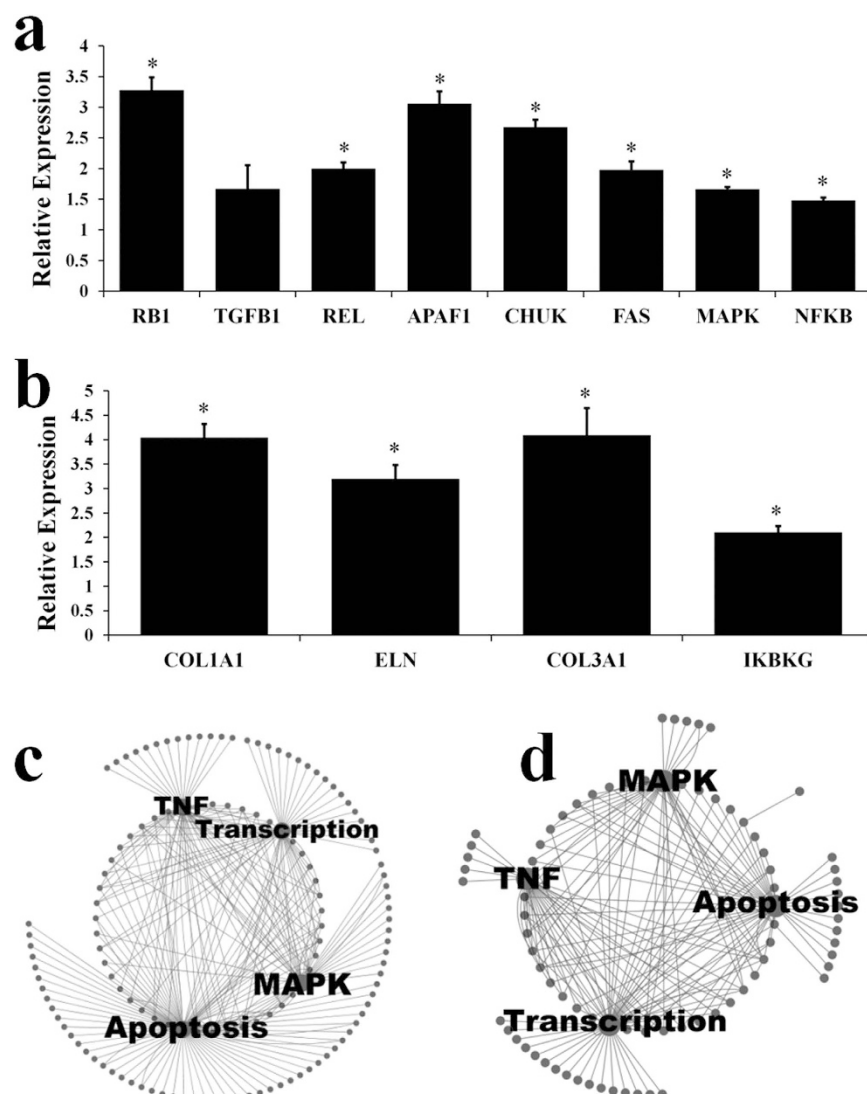 a
Relative Expression
4
3.5
3
2.5
2
1.5
1
0.5
0
*
*
*
*
*
*
*
RB1 TGFB1 REL APAF1 CHUK FAS MAPK NFKB
b
Relative Expression
5
4.5
4
3.5
3
2.5
2
1.5
1
0.5
0
*
*
*
*
COL1A1 ELN COL3A1 IKBKG
c
TNF
Transcription
MAPK
Apoptosis
d
MAPK
TNF
Apoptosis
Transcription